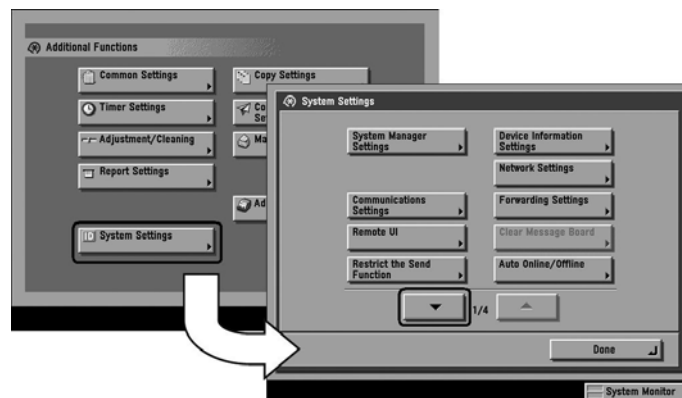 Additional Functions
Common Settings
Copy Settings
Timer Settings
Co
Se
Adjustment/Cleaning
Ma
Report Settings
Ad
System Settings
System Settings
System Manager
Settings
Device Information
Settings
Network Settings
Communications
Settings
Forwarding Settings
Remote UI
Clear Message Board
Restrict the Send
Function
Auto Online/Offline
1/4
Done
System Monitor